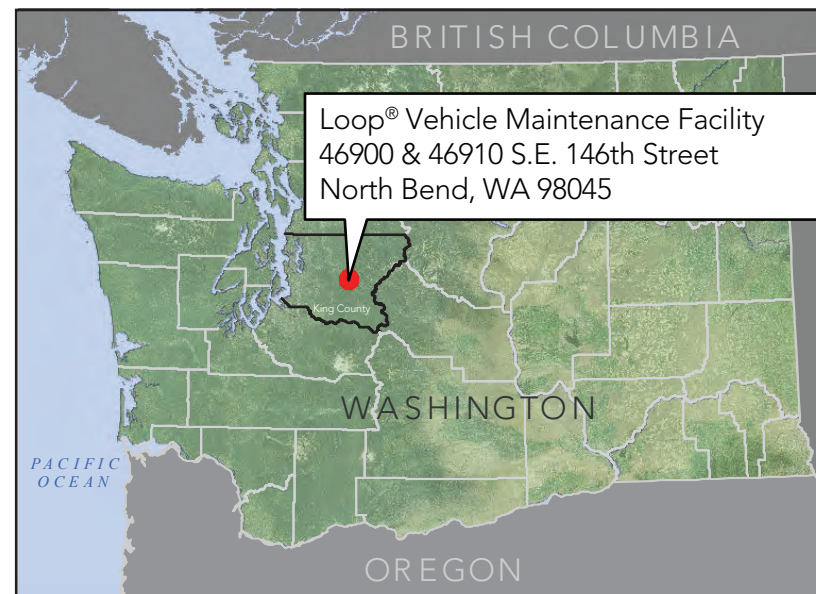 BRITISH COLUMBIA
Loop® Vehicle Maintenance Facility
46900 & 46910 S.E. 146th Street
North Bend, WA 98045
King County
WASHINGTON
PACIFIC
OCEAN
OREGON